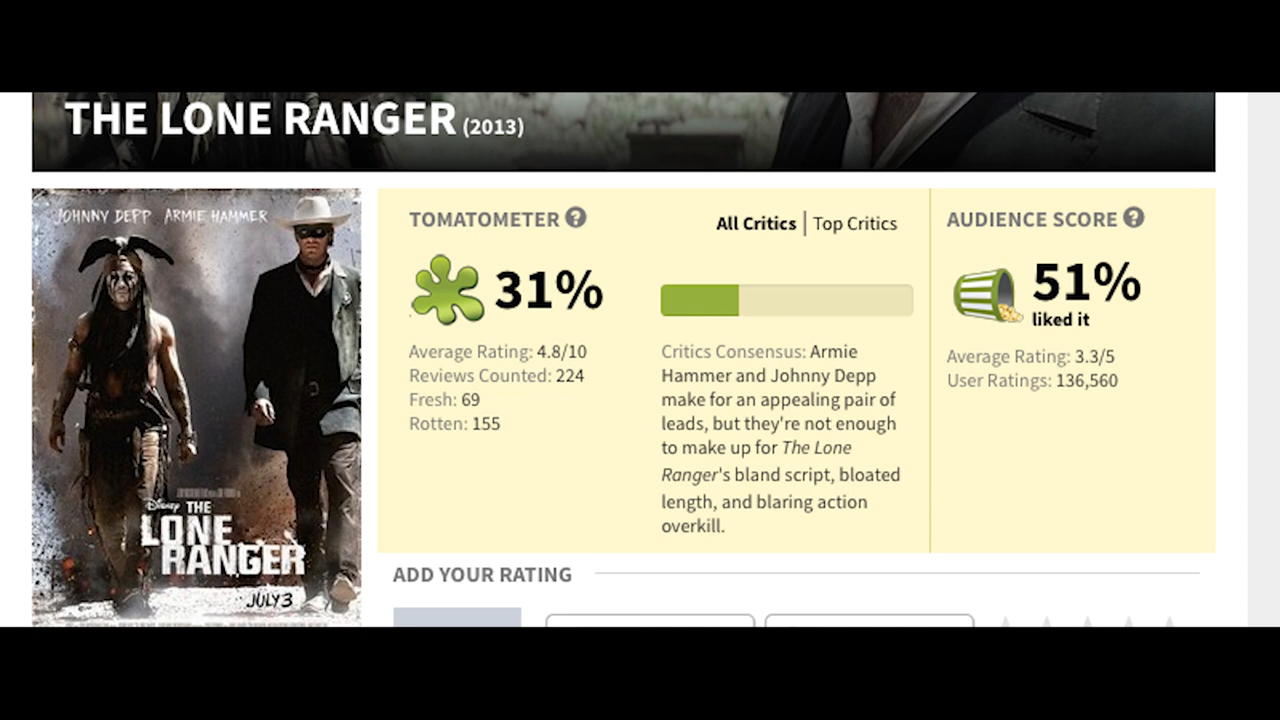 THE LONE RANGER (2013)
JOHNNY DEPP ARMIE HAMMER
Disney THE
LONE
RANGER
JULY 3
TOMATOMETER ?
All Critics | Top Critics
31%
Average Rating: 4.8/10
Reviews Counted: 224
Fresh: 69
Rotten: 155
Critics Consensus: Armie
Hammer and Johnny Depp
make for an appealing pair of
leads, but they're not enough
to make up for The Lone
Ranger's bland script, bloated
length, and blaring action
overkill.
AUDIENCE SCORE ?
51%
liked it
Average Rating: 3.3/5
User Ratings: 136,560
ADD YOUR RATING